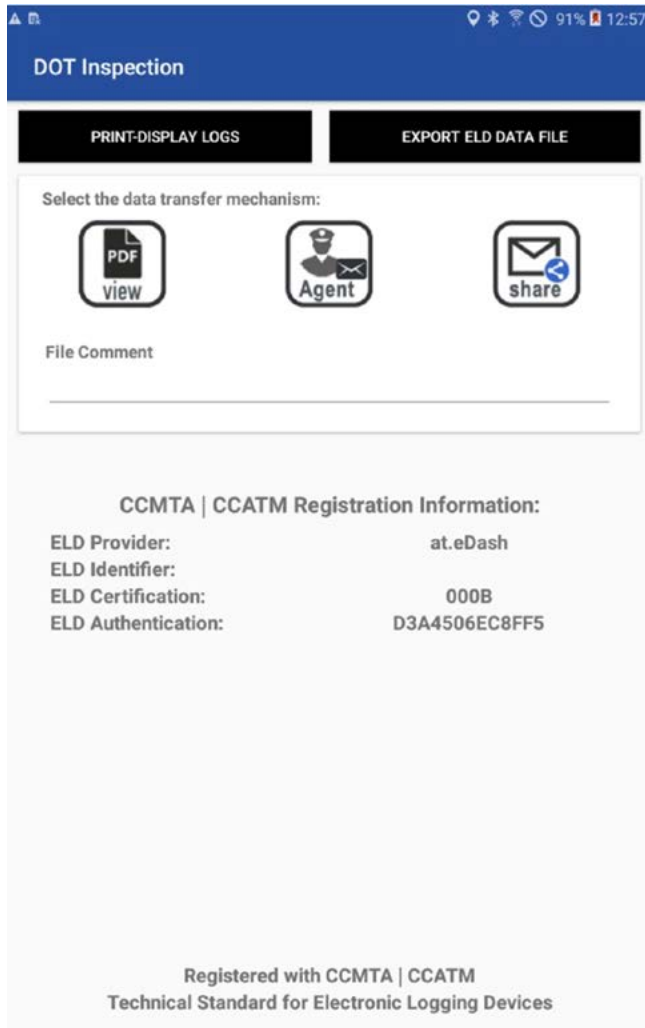 91% 12:57
DOT Inspection
PRINT-DISPLAY LOGS EXPORT ELD DATA FILE
Select the data transfer mechanism:
PDF
view Agent share
File Comment
CCMTA | CCATM Registration Information:
ELD Provider: at.eDash
ELD Identifier:
ELD Certification: 000B
ELD Authentication: D3A4506EC8FF5
Registered with CCMTA | CCATM
Technical Standard for Electronic Logging Devices